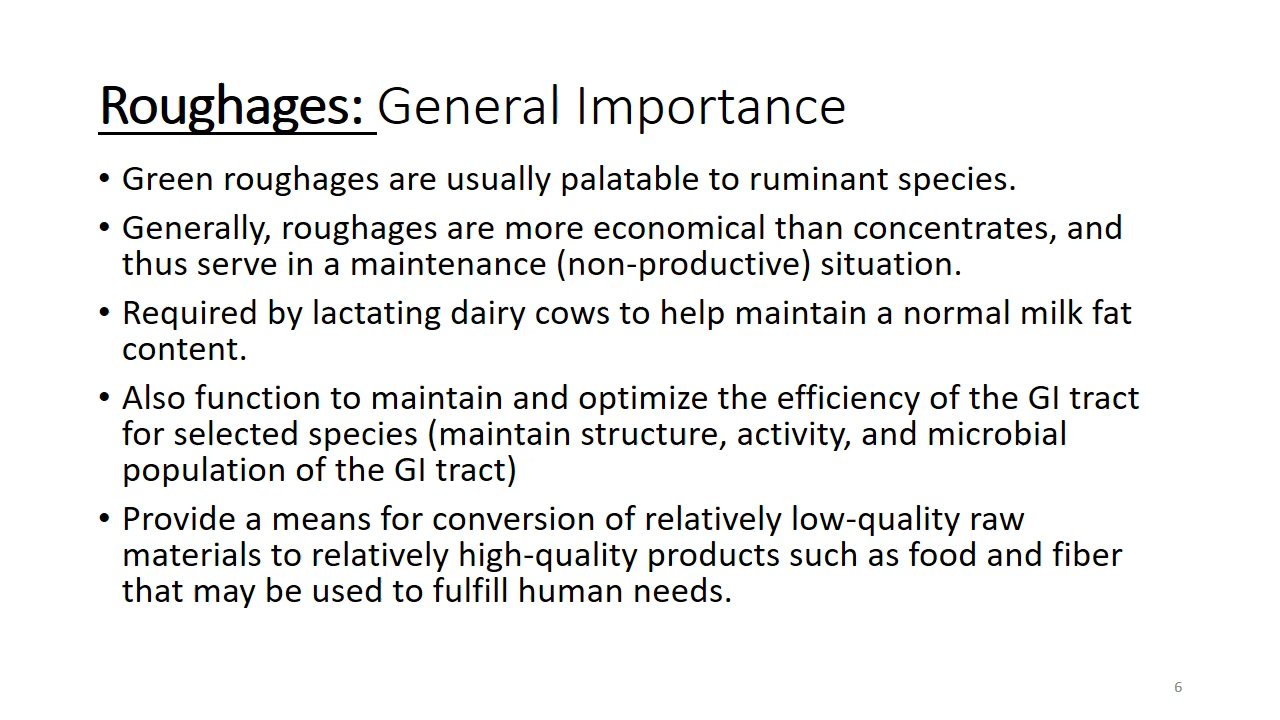 Roughages: General Importance
• Green roughages are usually palatable to ruminant species.
• Generally, roughages are more economical than concentrates, and
thus serve in a maintenance (non-productive) situation.
• Required by lactating dairy cows to help maintain a normal milk fat
content.
• Also function to maintain and optimize the efficiency of the GI tract
for selected species (maintain structure, activity, and microbial
population of the GI tract)
• Provide a means for conversion of relatively low-quality raw
materials to relatively high-quality products such as food and fiber
that may be used to fulfill human needs.
6